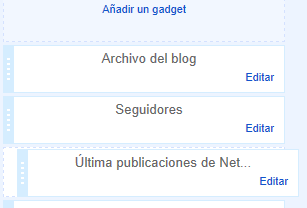 Añadir un gadget
Archivo del blog
Editar
Seguidores
Editar
Última publicaciones de Net...
Editar